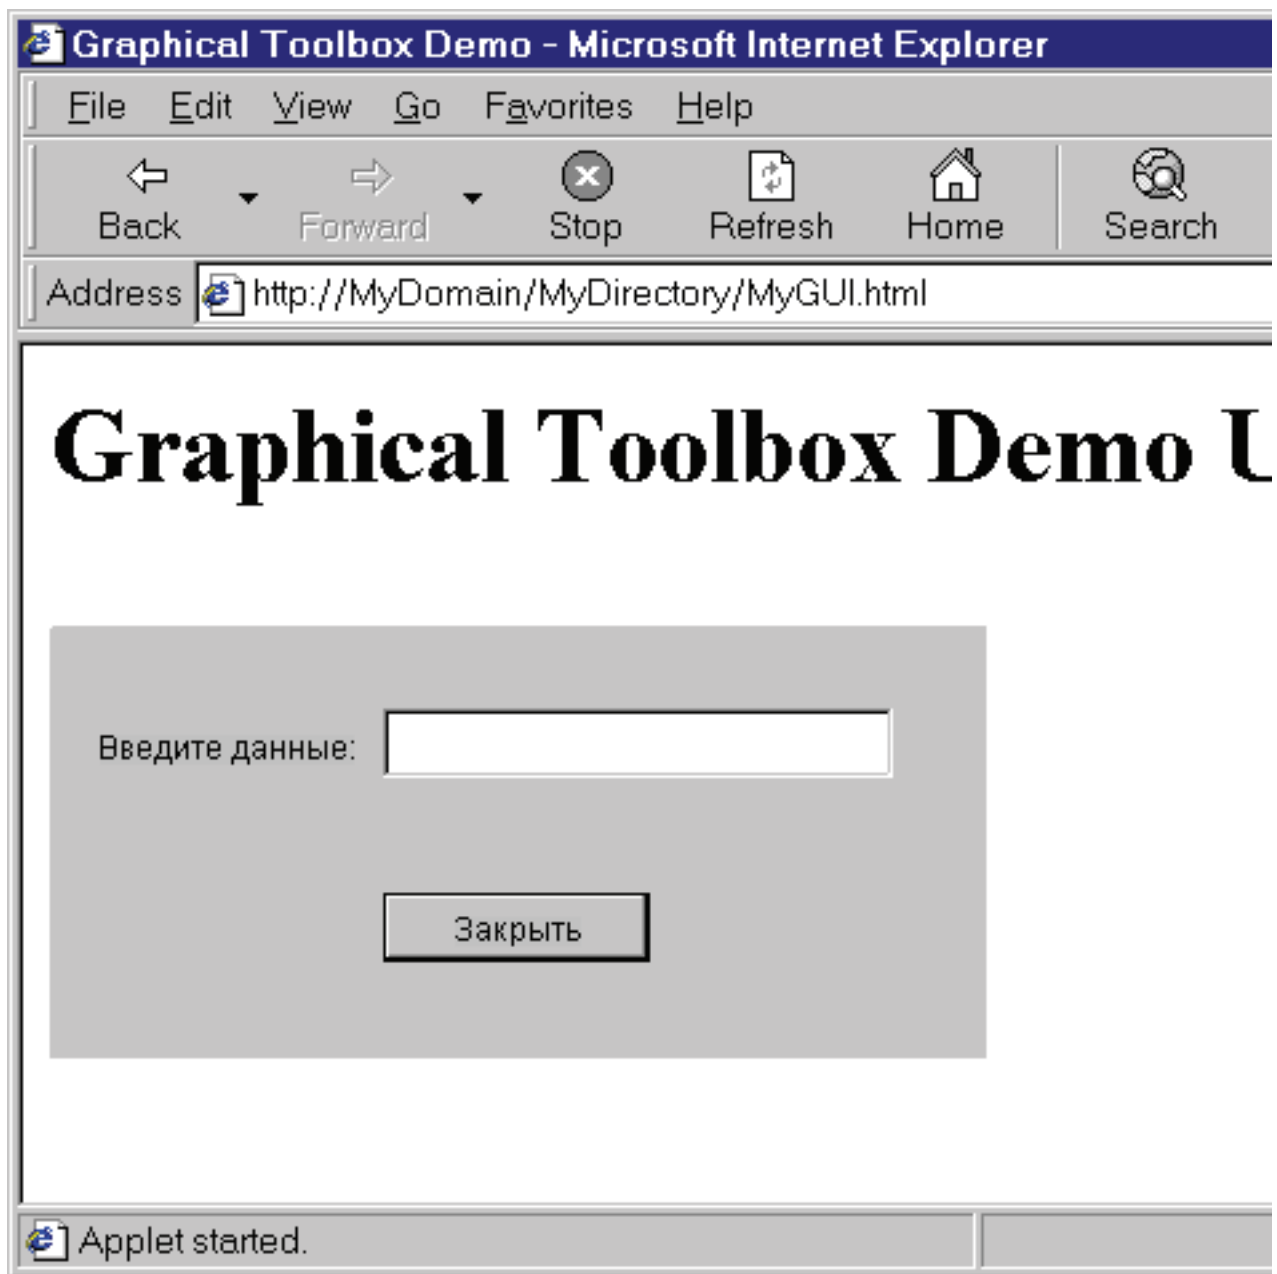 Graphical Toolbox Demo - Microsoft Internet Explorer
File Edit View Go Favorites Help
Back Forward Stop Refresh Home Search
Address http://MyDomain/MyDirectory/MyGUI.html
Graphical Toolbox Demo
Введите данные:
Закрыть
Applet started.